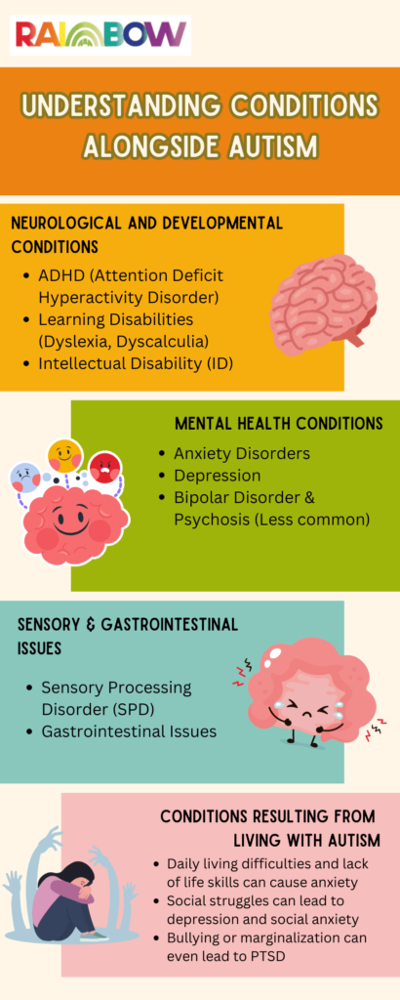 RAINBOW
UNDERSTANDING CONDITIONS
ALONGSIDE AUTISM
NEUROLOGICAL AND DEVELOPMENTAL
CONDITIONS
• ADHD (Attention Deficit
Hyperactivity Disorder)
• Learning Disabilities
(Dyslexia, Dyscalculia)
• Intellectual Disability (ID)
MENTAL HEALTH CONDITIONS
• Anxiety Disorders
• Depression
• Bipolar Disorder &
Psychosis (Less common)
SENSORY & GASTROINTESTINAL
ISSUES
• Sensory Processing
Disorder (SPD)
• Gastrointestinal Issues
CONDITIONS RESULTING FROM
LIVING WITH AUTISM
• Daily living difficulties and lack
of life skills can cause anxiety
• Social struggles can lead to
depression and social anxiety
• Bullying or marginalization can
even lead to PTSD